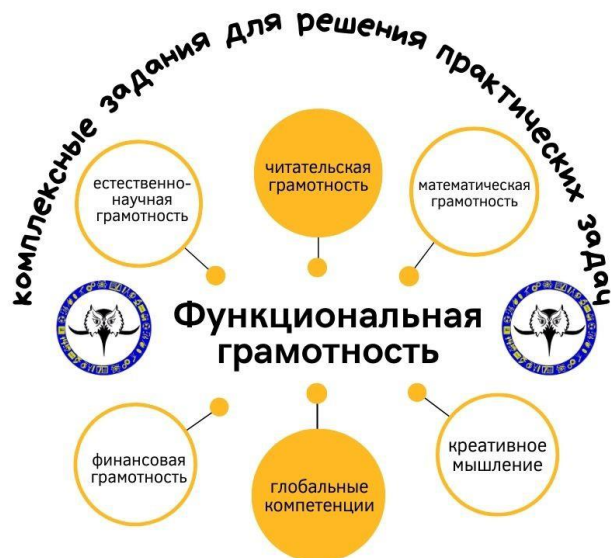 комплексные задания для решения практических задач
естественно-
научная
грамотность
читательская
грамотность
математическая
грамотность
Функциональная
грамотность
финансовая
грамотность
глобальные
компетенции
креативное
мышление